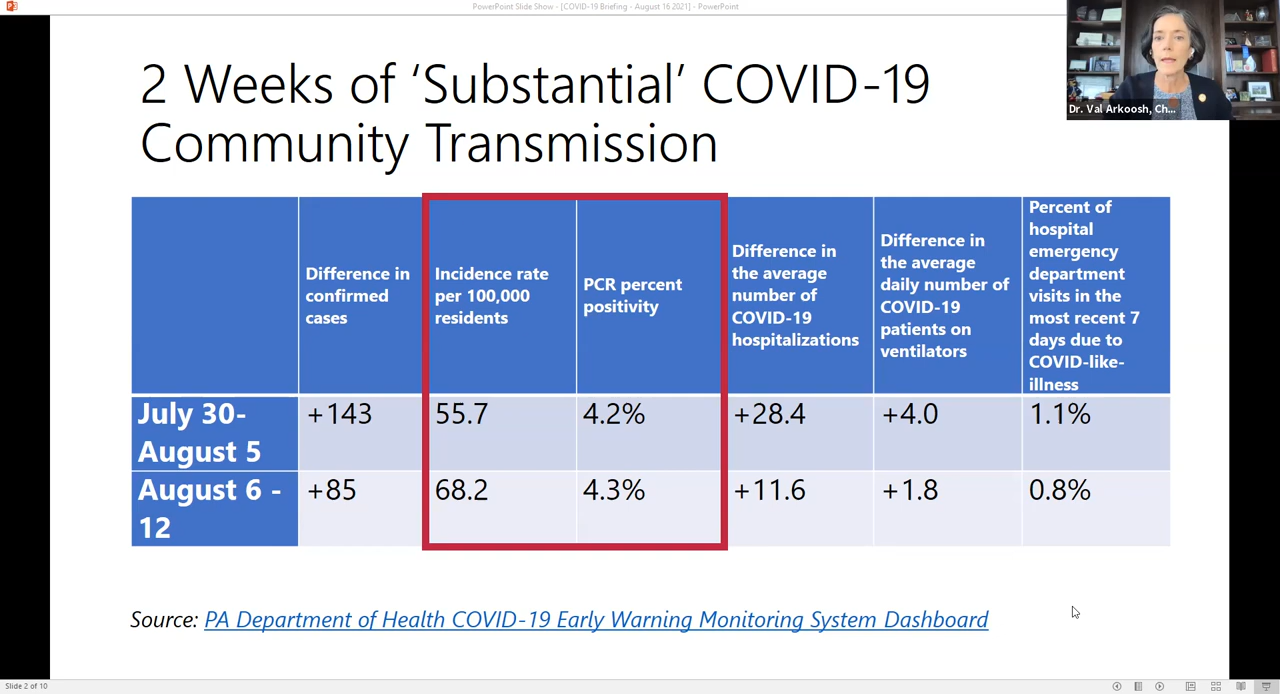 PowerPoint Slide Show - [COVID-19 Briefing - August 16 2021] - PowerPoint
Dr. Val Arkoosh, Ch...
2 Weeks of ‘Substantial’ COVID-19
Community Transmission
Difference in
confirmed
cases
Incidence rate
per 100,000
residents
PCR percent
positivity
Difference in
the average
number of
COVID-19
hospitalizations
Difference in
the average
daily number of
COVID-19
patients on
ventilators
Percent of
hospital
emergency
department
visits in the
most recent 7
days due to
COVID-like-
illness
July 30-
August 5
+143
55.7
4.2%
+28.4
+4.0
1.1%
August 6 -
12
+85
68.2
4.3%
+11.6
+1.8
0.8%
Source: PA Department of Health COVID-19 Early Warning Monitoring System Dashboard
Slide 2 of 10